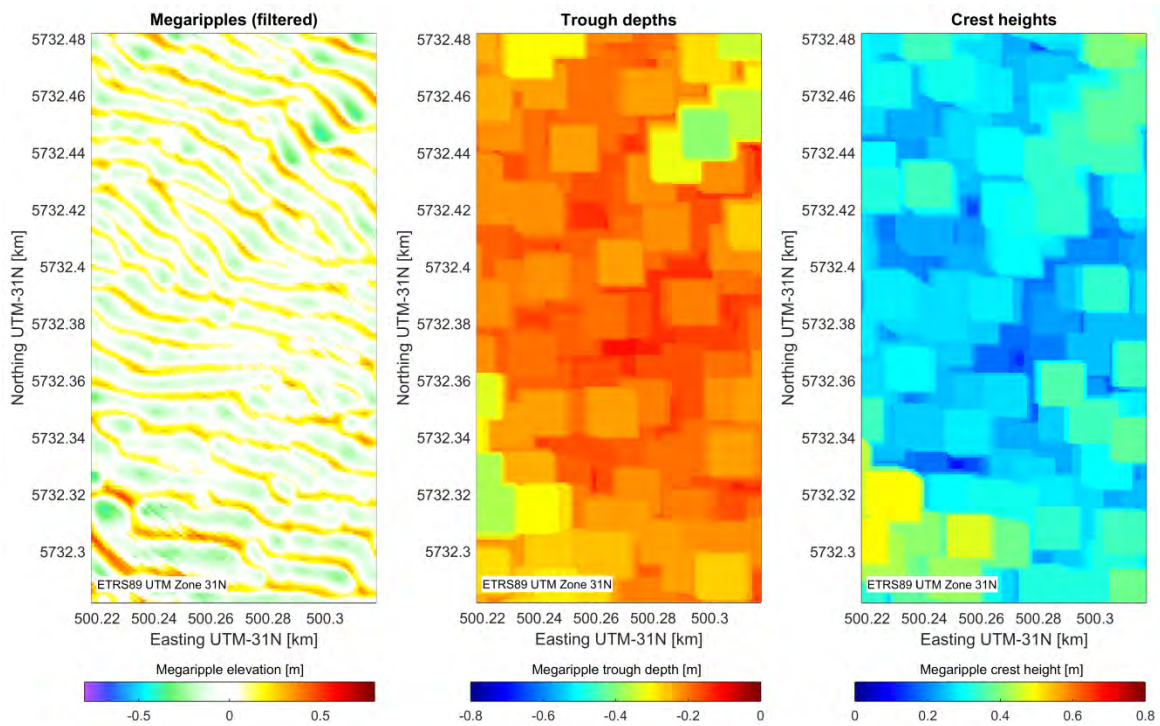 Megaripples (filtered)
5732.48
5732.46
5732.44
5732.42
5732.4
5732.38
5732.36
5732.34
5732.32
5732.3
Northing UTM-31N [km]
ETRS89 UTM Zone 31N
500.22 500.24 500.26 500.28 500.3
Easting UTM-31N [km]
Megaripple elevation [m]
-0.5 0 0.5
Trough depths
5732.48
5732.46
5732.44
5732.42
5732.4
5732.38
5732.36
5732.34
5732.32
5732.3
Northing UTM-31N [km]
ETRS89 UTM Zone 31N
500.22 500.24 500.26 500.28 500.3
Easting UTM-31N [km]
Megaripple trough depth [m]
-0.8 -0.6 -0.4 -0.2 0
Crest heights
5732.48
5732.46
5732.44
5732.42
5732.4
5732.38
5732.36
5732.34
5732.32
5732.3
Northing UTM-31N [km]
ETRS89 UTM Zone 31N
500.22 500.24 500.26 500.28 500.3
Easting UTM-31N [km]
Megaripple crest height [m]
0 0.2 0.4 0.6 0.8